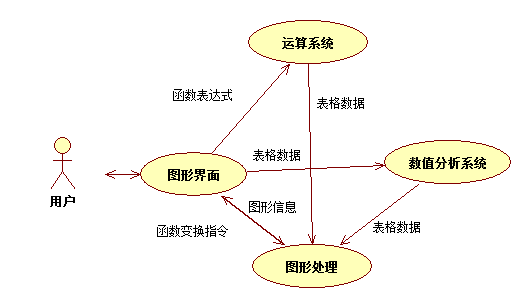 运算系统
函数表达式
表格数据
用户
图形界面
表格数据
数值分析系统
图形信息
函数变换指令
表格数据
图形处理